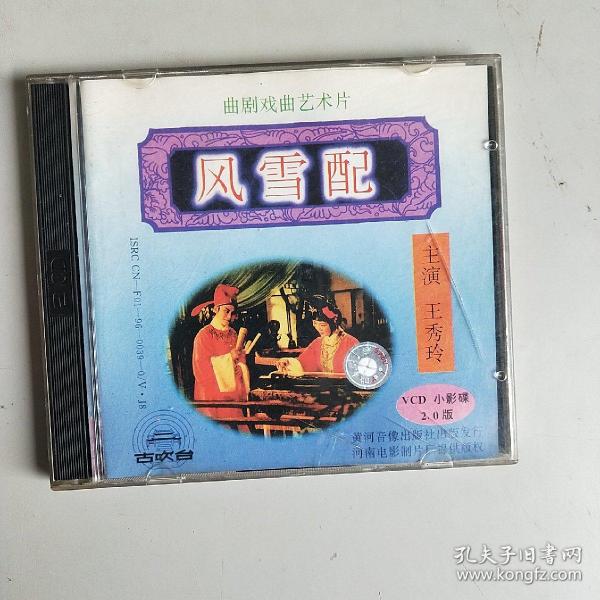 曲剧戏曲艺术片
风雪配
主演 王秀玲
ISRC CN—F01—96—0039—0/V·J8
VCD 小影碟
2.0版
黄河音像出版社出版发行
河南电影制片厂提供版权
古吹台
孔夫子旧书网
www.kongfz.com